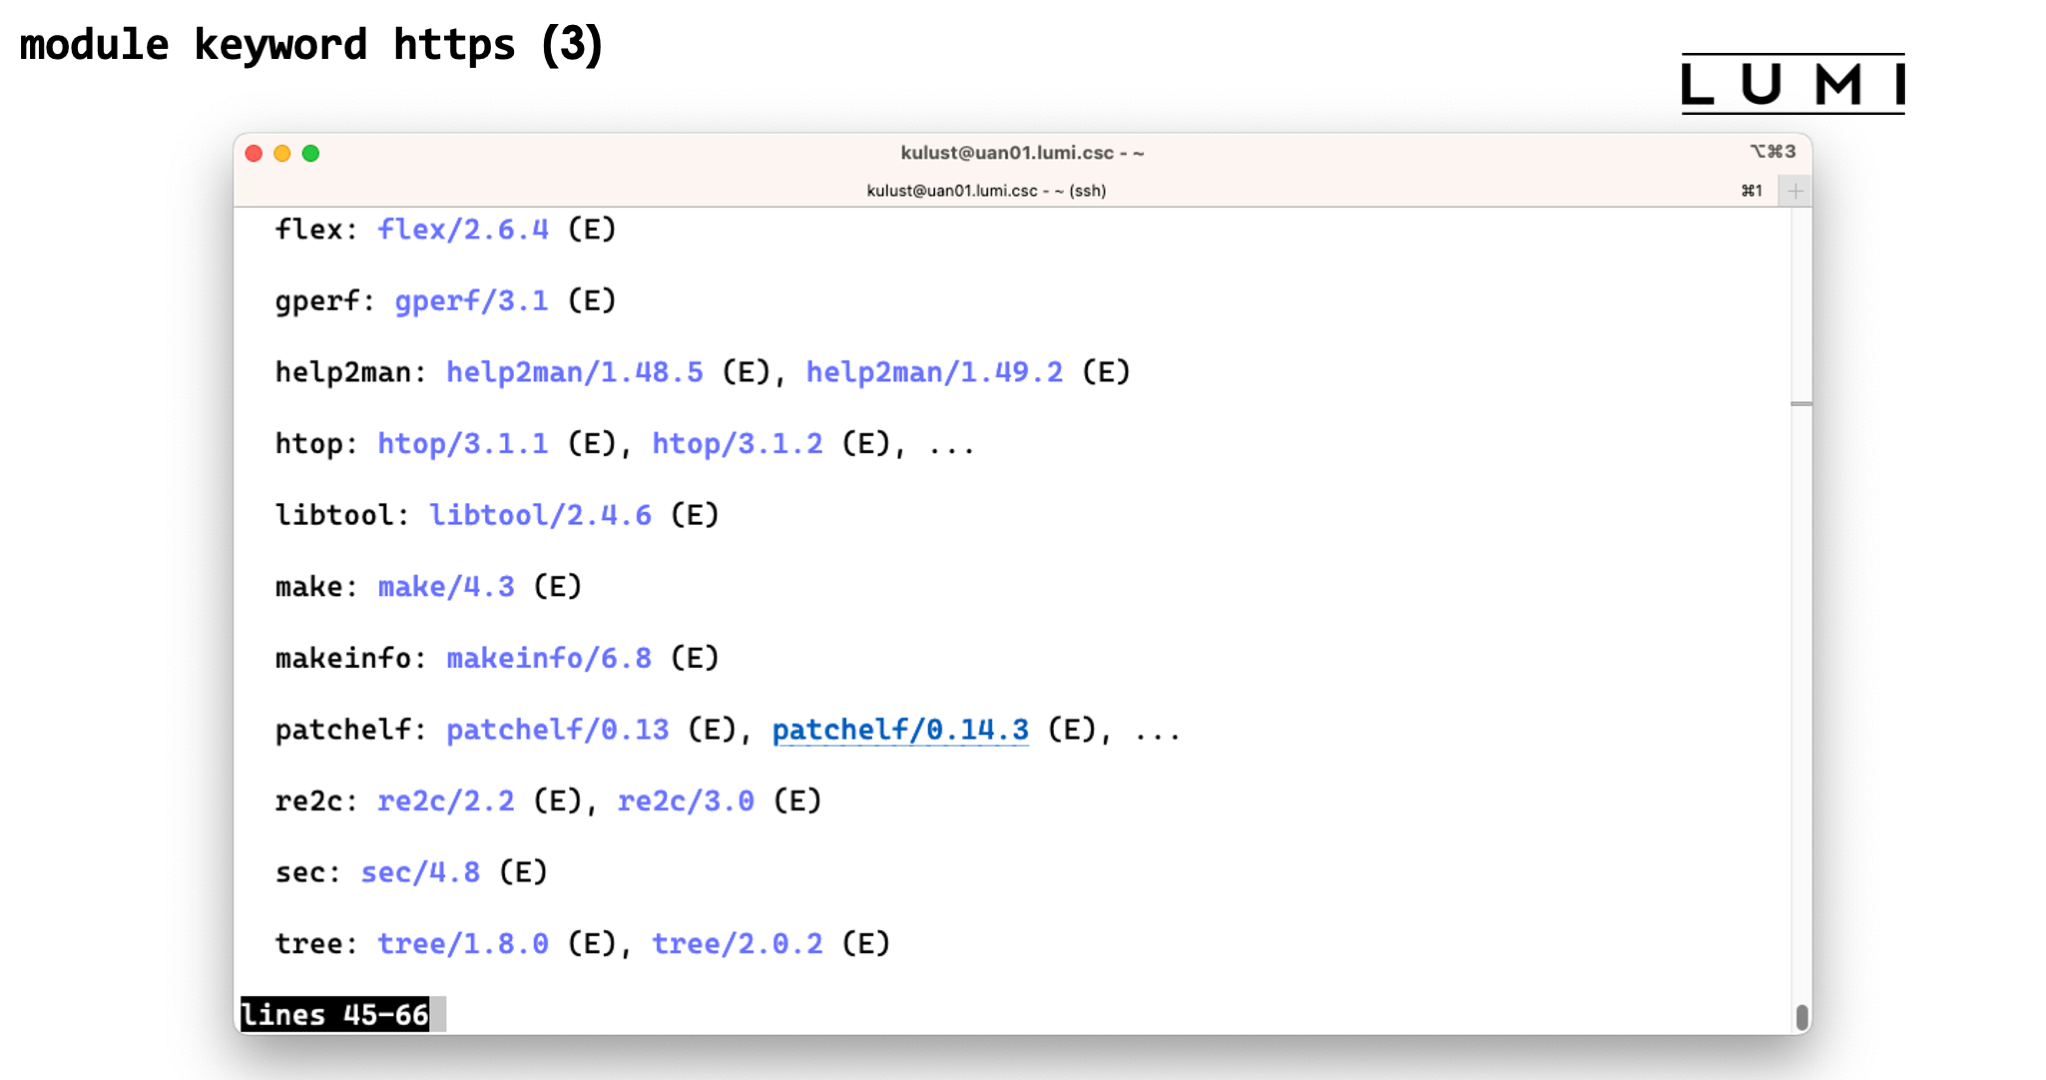 module keyword https (3)
LUMI
kulust@uan01.lumi.csc - ~
⌥⌘3
kulust@uan01.lumi.csc - ~ (ssh)
⌘1
+
flex: flex/2.6.4 (E)
gperf: gperf/3.1 (E)
help2man: help2man/1.48.5 (E), help2man/1.49.2 (E)
htop: htop/3.1.1 (E), htop/3.1.2 (E), ...
libtool: libtool/2.4.6 (E)
make: make/4.3 (E)
makeinfo: makeinfo/6.8 (E)
patchelf: patchelf/0.13 (E), patchelf/0.14.3 (E), ...
re2c: re2c/2.2 (E), re2c/3.0 (E)
sec: sec/4.8 (E)
tree: tree/1.8.0 (E), tree/2.0.2 (E)
lines 45-66